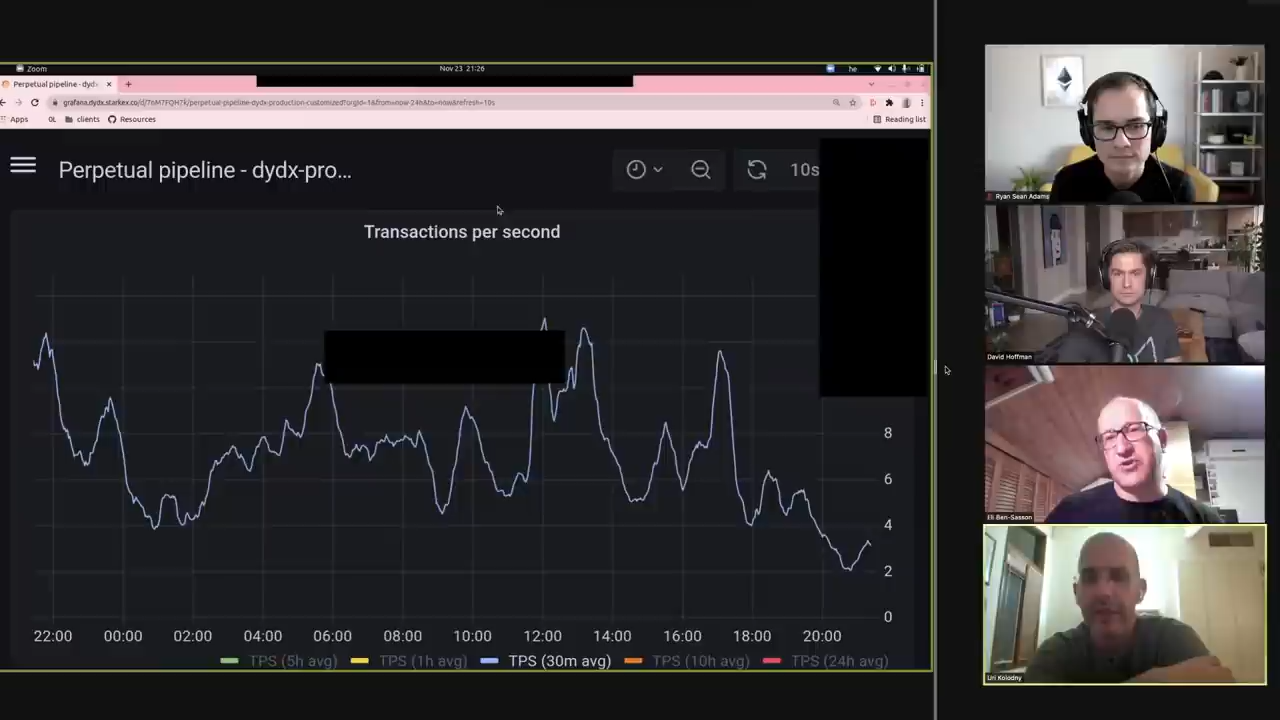 Zoom
Nov 23 21:26
he
Perpetual pipeline - dydx
grafana.dydx.starkex.co/d/
/perpetual-pipeline-dydx-production-customized?orgId=1&from=now-24h&to=now&refresh=10s
Apps
clients
Resources
Reading list
Perpetual pipeline - dydx-pro...
10s
Transactions per second
8
6
4
2
0
22:00 00:00 02:00 04:00 06:00 08:00 10:00 12:00 14:00 16:00 18:00 20:00
TPS (5h avg) TPS (1h avg) TPS (30m avg) TPS (10h avg) TPS (24h avg)
Ryan Sean Adams
David Hoffman
Eli Ben-Sasson
Uri Kolodny